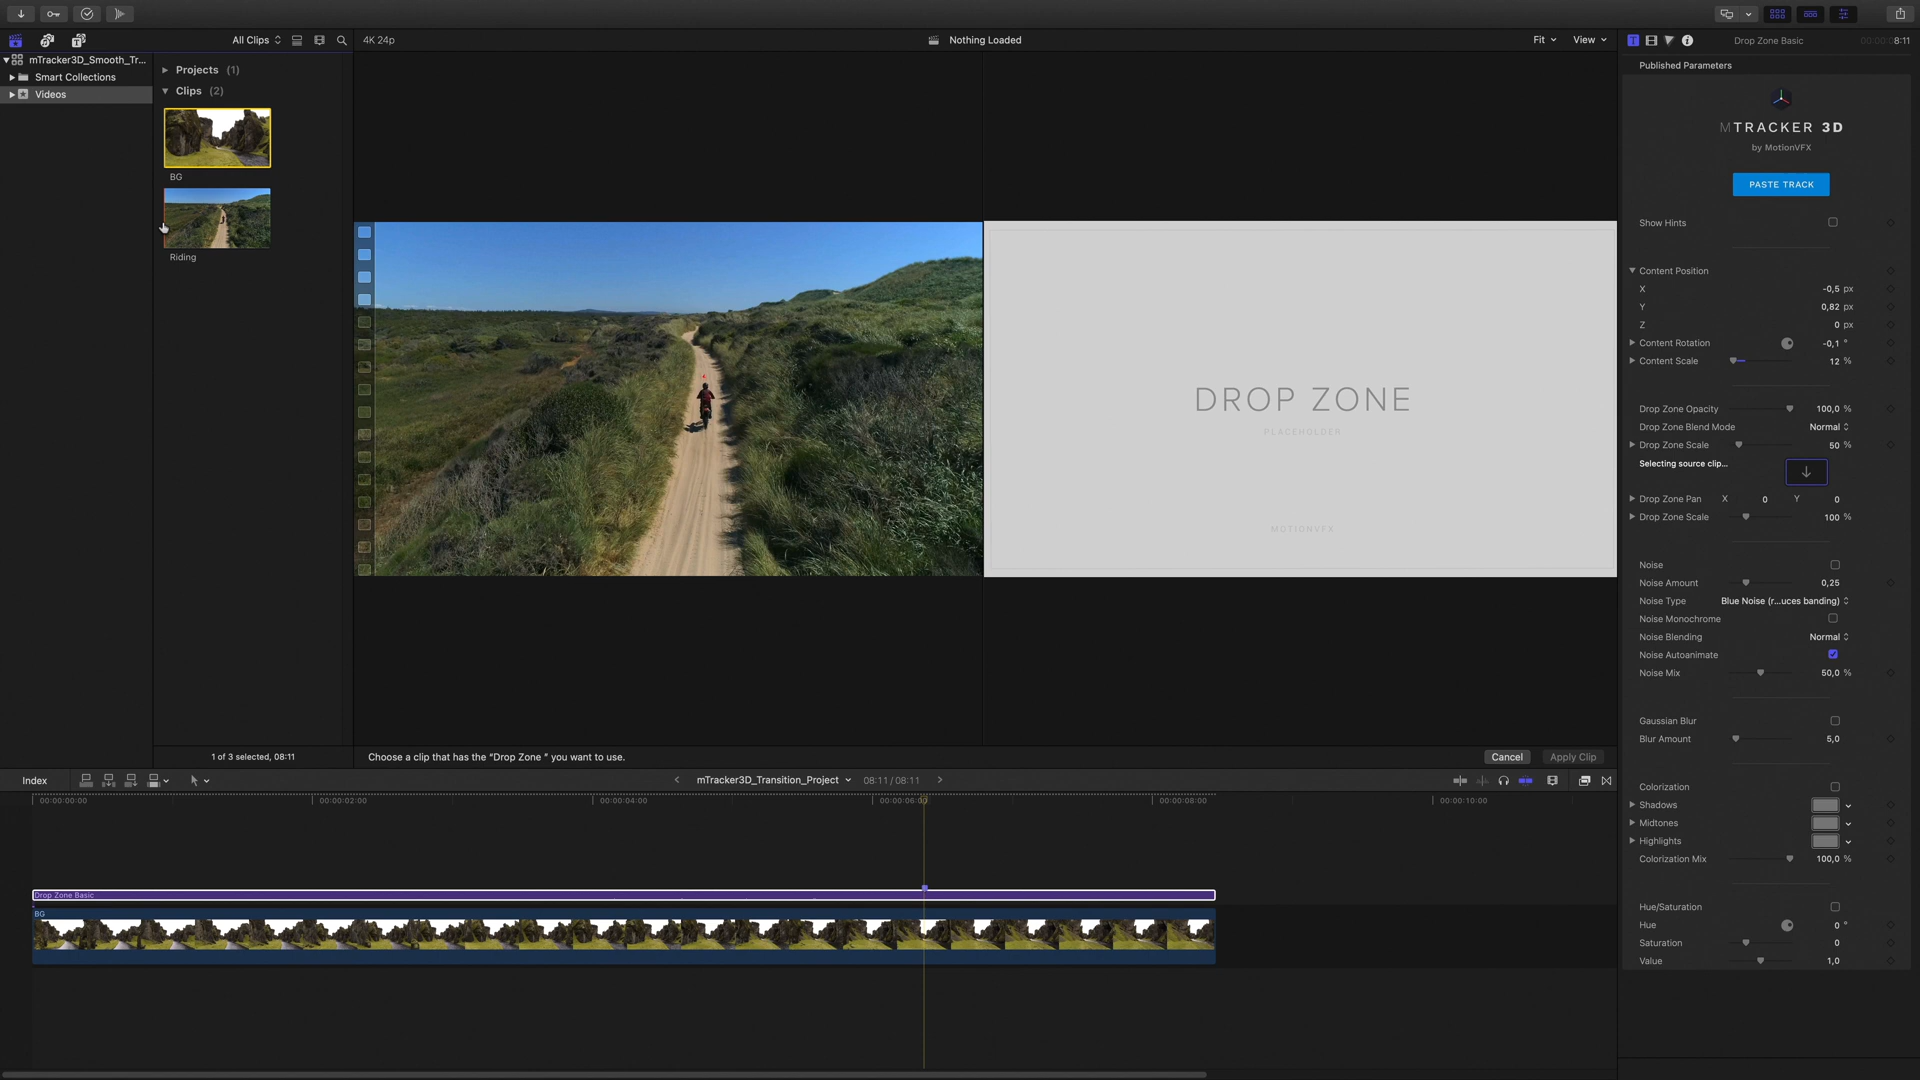 All Clips
4K 24p
Nothing Loaded
Fit
View
Drop Zone Basic
8:11
mTracker3D_Smooth_Tr...
Smart Collections
Videos
Projects (1)
Clips (2)
BG
Riding
DROP ZONE
PLACEHOLDER
MOTIONVFX
Published Parameters
MTRACKER 3D
by MotionVFX
PASTE TRACK
Show Hints
Content Position
X -0,5 px
Y 0,82 px
Z 0 px
Content Rotation -0,1 °
Content Scale 12 %
Drop Zone Opacity 100,0 %
Drop Zone Blend Mode Normal
Drop Zone Scale 50 %
Selecting source clip...
Drop Zone Pan X 0 Y 0
Drop Zone Scale 100 %
Noise
Noise Amount 0,25
Noise Type Blue Noise (r...uces banding)
Noise Monochrome
Noise Blending Normal
Noise Autoanimate
Noise Mix 50,0 %
Gaussian Blur
Blur Amount 5,0
Colorization
Shadows
Midtones
Highlights
Colorization Mix 100,0 %
Hue/Saturation
Hue 0 °
Saturation 0
Value 1,0
1 of 3 selected, 08:11
Choose a clip that has the “Drop Zone ” you want to use.
Cancel
Apply Clip
Index
mTracker3D_Transition_Project
08:11 / 08:11
00:00:00:00
00:00:02:00
00:00:04:00
00:00:06:00
00:00:08:00
00:00:10:00
Drop Zone Basic
BG